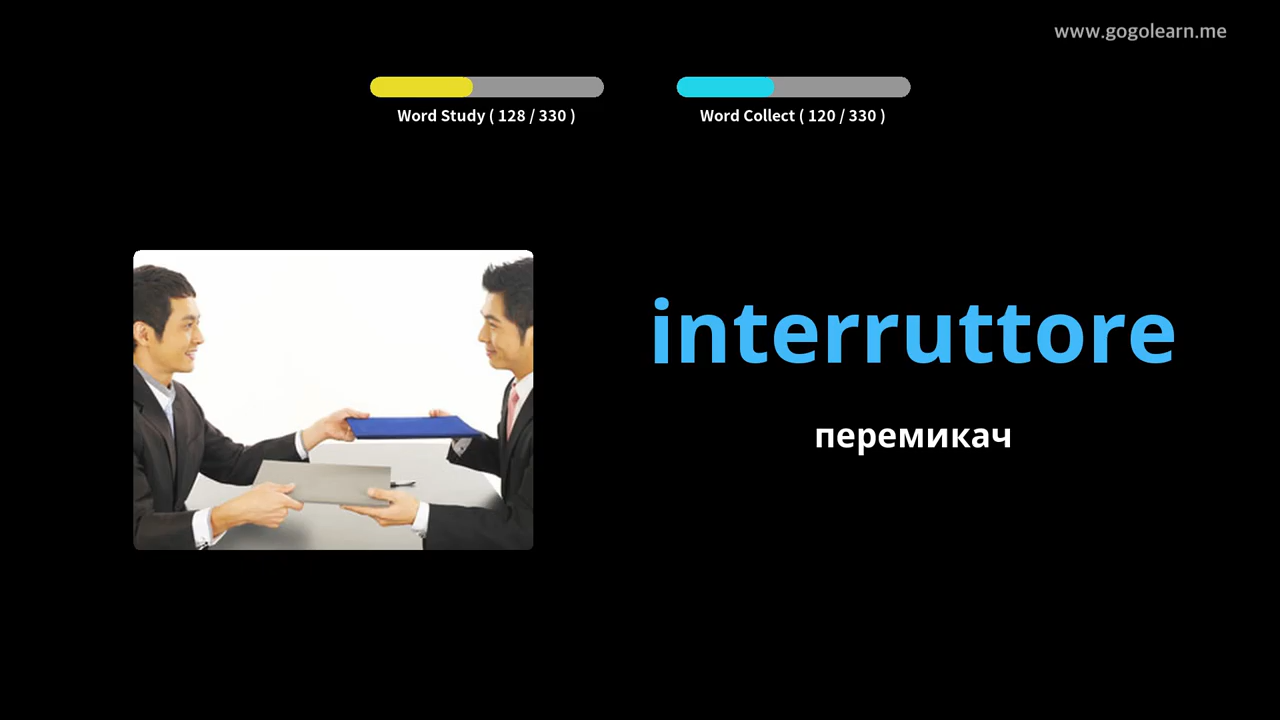 www.gogolearn.me
Word Study ( 128 / 330 )
Word Collect ( 120 / 330 )
interruttore
перемикач